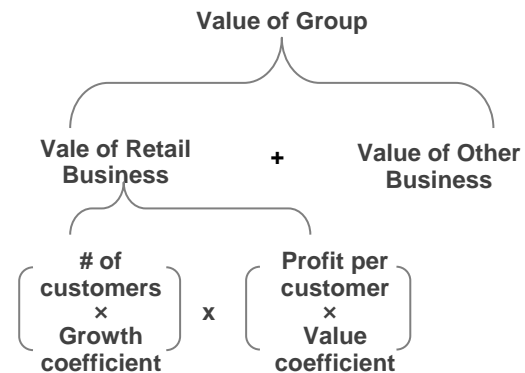 Value of Group
Vale of Retail
Business
+
Value of Other
Business
# of
customers
×
Growth
coefficient
x
Profit per
customer
×
Value
coefficient